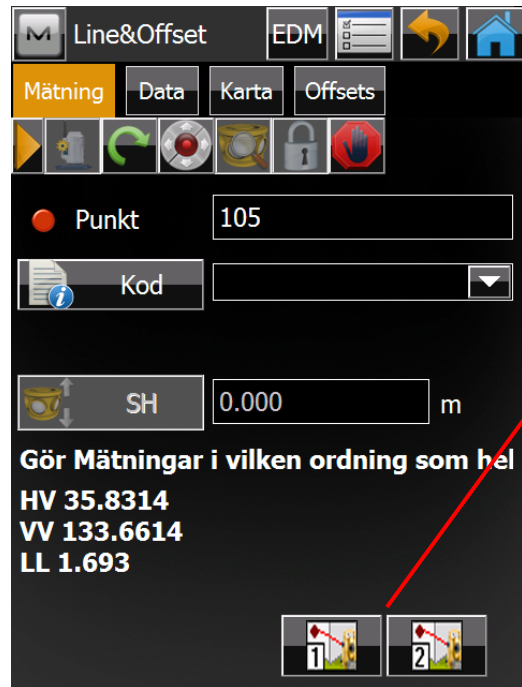 M Line&Offset EDM
Mätning Data Karta Offsets
Punkt 105
Kod
SH 0.000 m
Gör Mätningar i vilken ordning som hel
HV 35.8314
VV 133.6614
LL 1.693
1 2